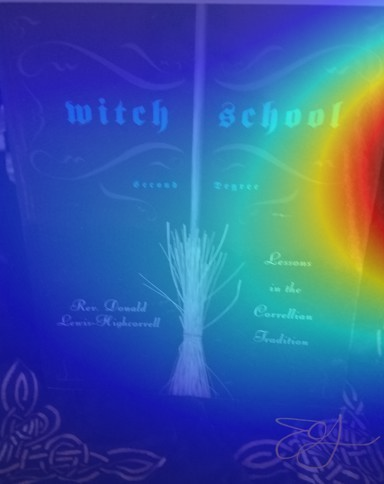 witch school
Second Degree
Lessons
in the
Correllian
Tradition
Rev. Donald
Lewis-Highcorrell